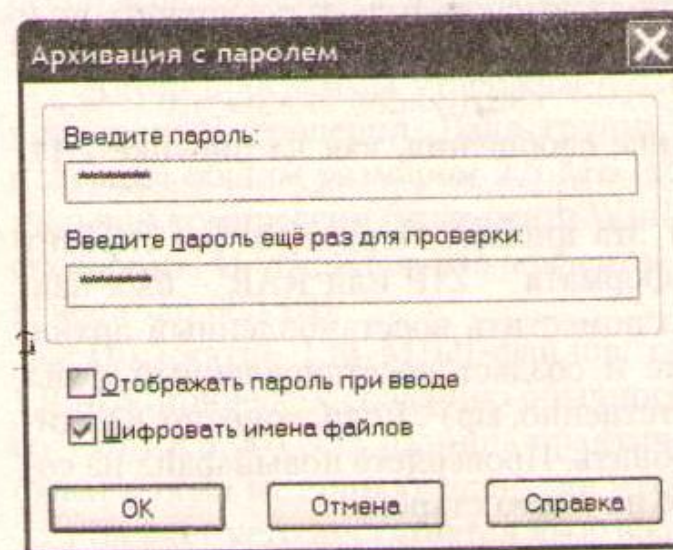 Архивация с паролем
Введите пароль:
********
Введите пароль ещё раз для проверки:
********
Отображать пароль при вводе
Шифровать имена файлов
ОК
Отмена
Справка